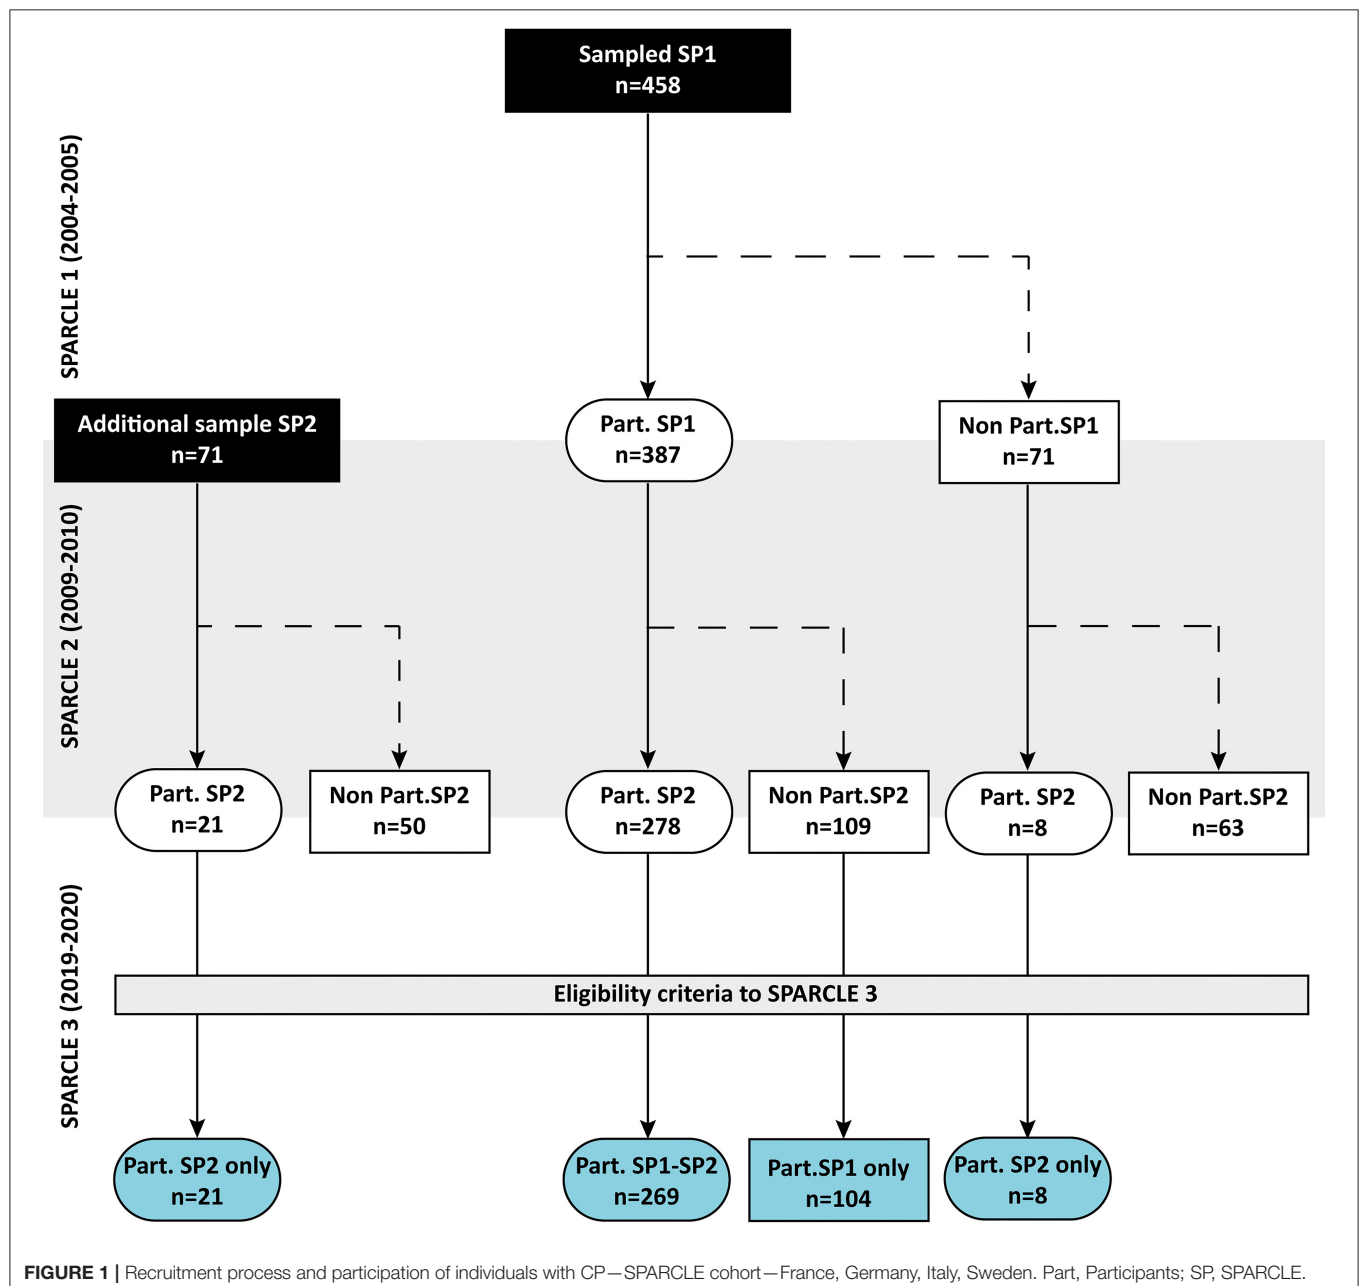 Sampled SP1
n=458
SPARCLE 1 (2004-2005)
Additional sample SP2
n=71
Part. SP1
n=387
Non Part.SP1
n=71
SPARCLE 2 (2009-2010)
Part. SP2
n=21
Non Part.SP2
n=50
Part. SP2
n=278
Non Part.SP2
n=109
Part. SP2
n=8
Non Part.SP2
n=63
SPARCLE 3 (2019-2020)
Eligibility criteria to SPARCLE 3
Part. SP2 only
n=21
Part. SP1-SP2
n=269
Part.SP1 only
n=104
Part. SP2 only
n=8
FIGURE 1 | Recruitment process and participation of individuals with CP—SPARCLE cohort—France, Germany, Italy, Sweden. Part, Participants; SP, SPARCLE.